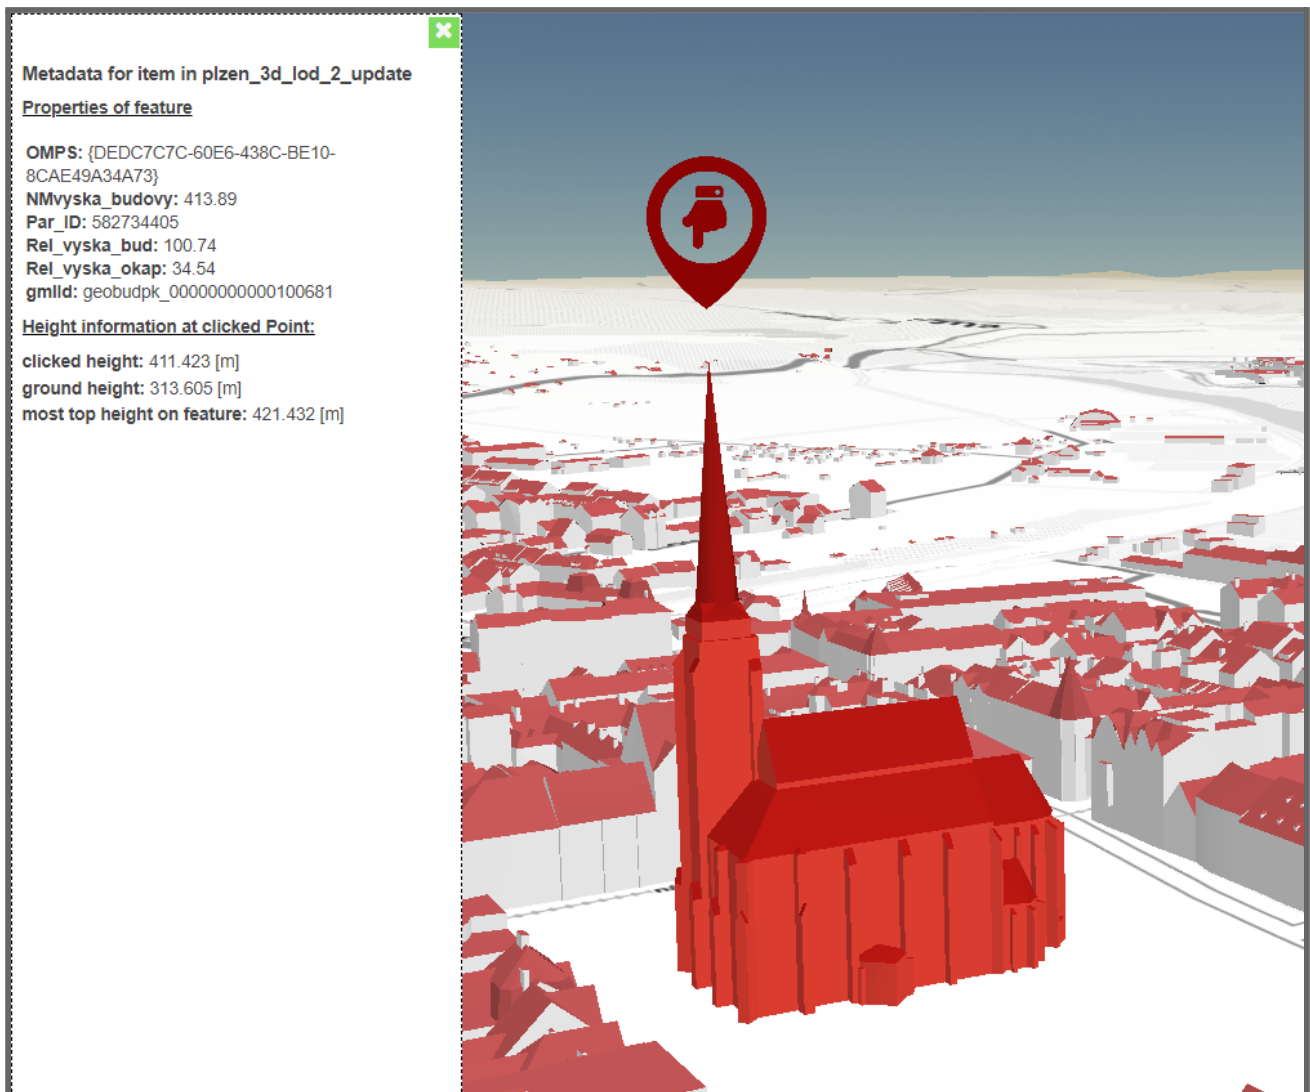 Metadata for item in plzen_3d_lod_2_update
Properties of feature
OMPS: {DEDC7C7C-60E6-438C-BE10-
8CAE49A34A73}
NMvyska_budovy: 413.89
Par_ID: 582734405
Rel_vyska_bud: 100.74
Rel_vyska_okap: 34.54
gmlId: geobudpk_00000000000100681
Height information at clicked Point:
clicked height: 411.423 [m]
ground height: 313.605 [m]
most top height on feature: 421.432 [m]